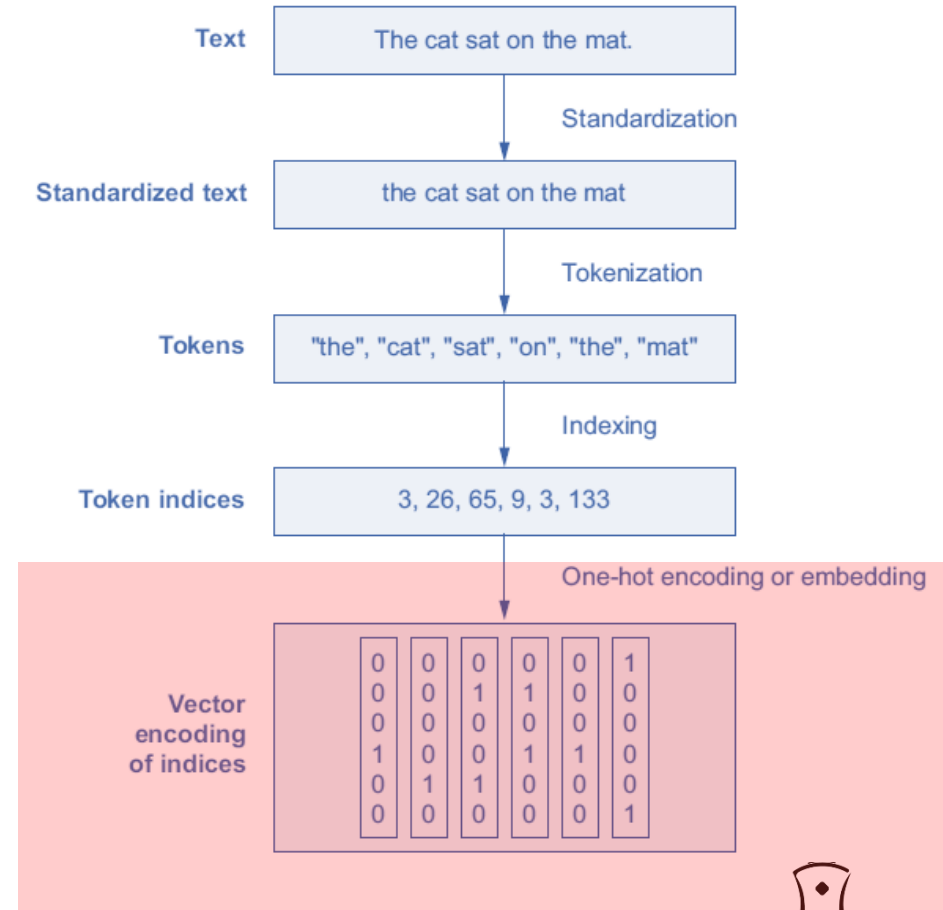 Text
The cat sat on the mat.
Standardization
Standardized text
the cat sat on the mat
Tokenization
Tokens
"the", "cat", "sat", "on", "the", "mat"
Indexing
Token indices
3, 26, 65, 9, 3, 133
One-hot encoding or embedding
Vector
encoding
of indices
0 0 0 0 0 1
0 0 1 1 0 0
0 0 0 0 0 0
1 0 0 1 1 0
0 1 1 0 0 0
0 0 0 0 0 1